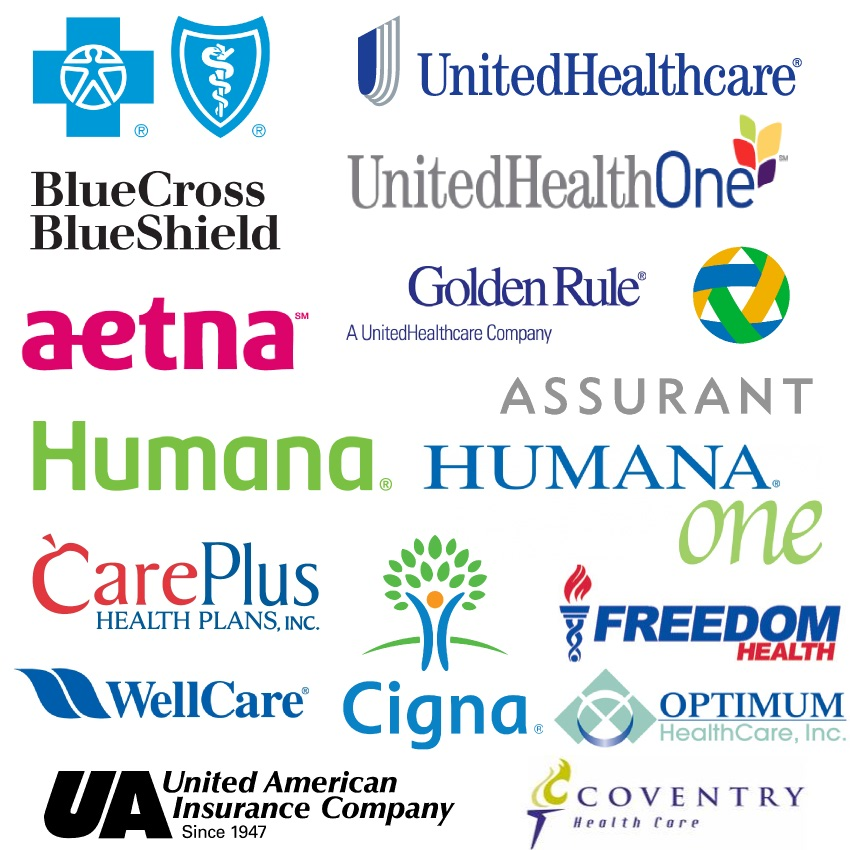 BlueCross
BlueShield
UnitedHealthcare®
UnitedHealthOne℠
Golden Rule®
A UnitedHealthcare Company
aetna℠
ASSURANT
Humana®
HUMANA®
one
CarePlus
HEALTH PLANS, INC.
Cigna®
FREEDOM
HEALTH
WellCare®
OPTIMUM
HealthCare, Inc.
UA United American
Insurance Company
Since 1947
COVENTRY
Health Care